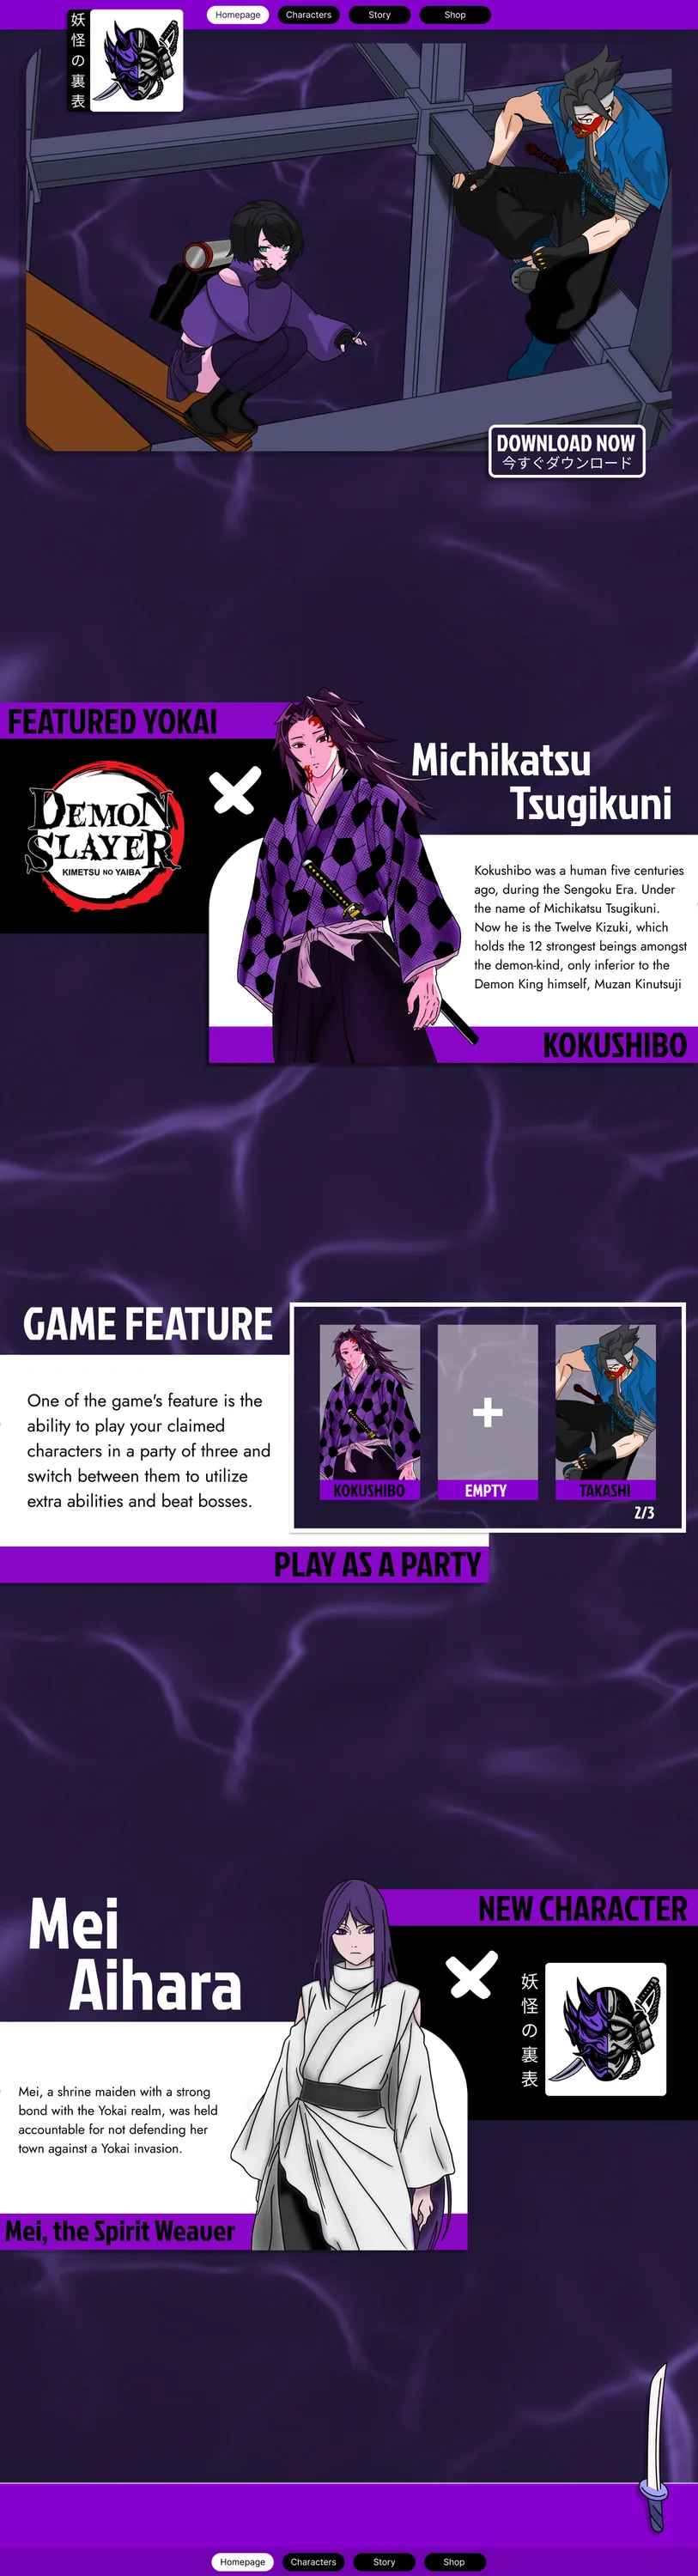 Homepage
Characters
Story
Shop
妖怪の裏表
DOWNLOAD NOW
今すぐダウンロード
FEATURED YOKAI
DEMON
SLAYER
KIMETSU NO YAIBA
Michikatsu
Tsugikuni
Kokushibo was a human five centuries
ago, during the Sengoku Era. Under
the name of Michikatsu Tsugikuni.
Now he is the Twelve Kizuki, which
holds the 12 strongest beings amongst
the demon-kind, only inferior to the
Demon King himself, Muzan Kinutsuji
KOKUSHIBO
GAME FEATURE
One of the game's feature is the
ability to play your claimed
characters in a party of three and
switch between them to utilize
extra abilities and beat bosses.
KOKUSHIBO
EMPTY
TAKASHI
2/3
PLAY AS A PARTY
NEW CHARACTER
Mei
Aihara
妖怪の裏表
Mei, a shrine maiden with a strong
bond with the Yokai realm, was held
accountable for not defending her
town against a Yokai invasion.
Mei, the Spirit Weaver
Homepage
Characters
Story
Shop